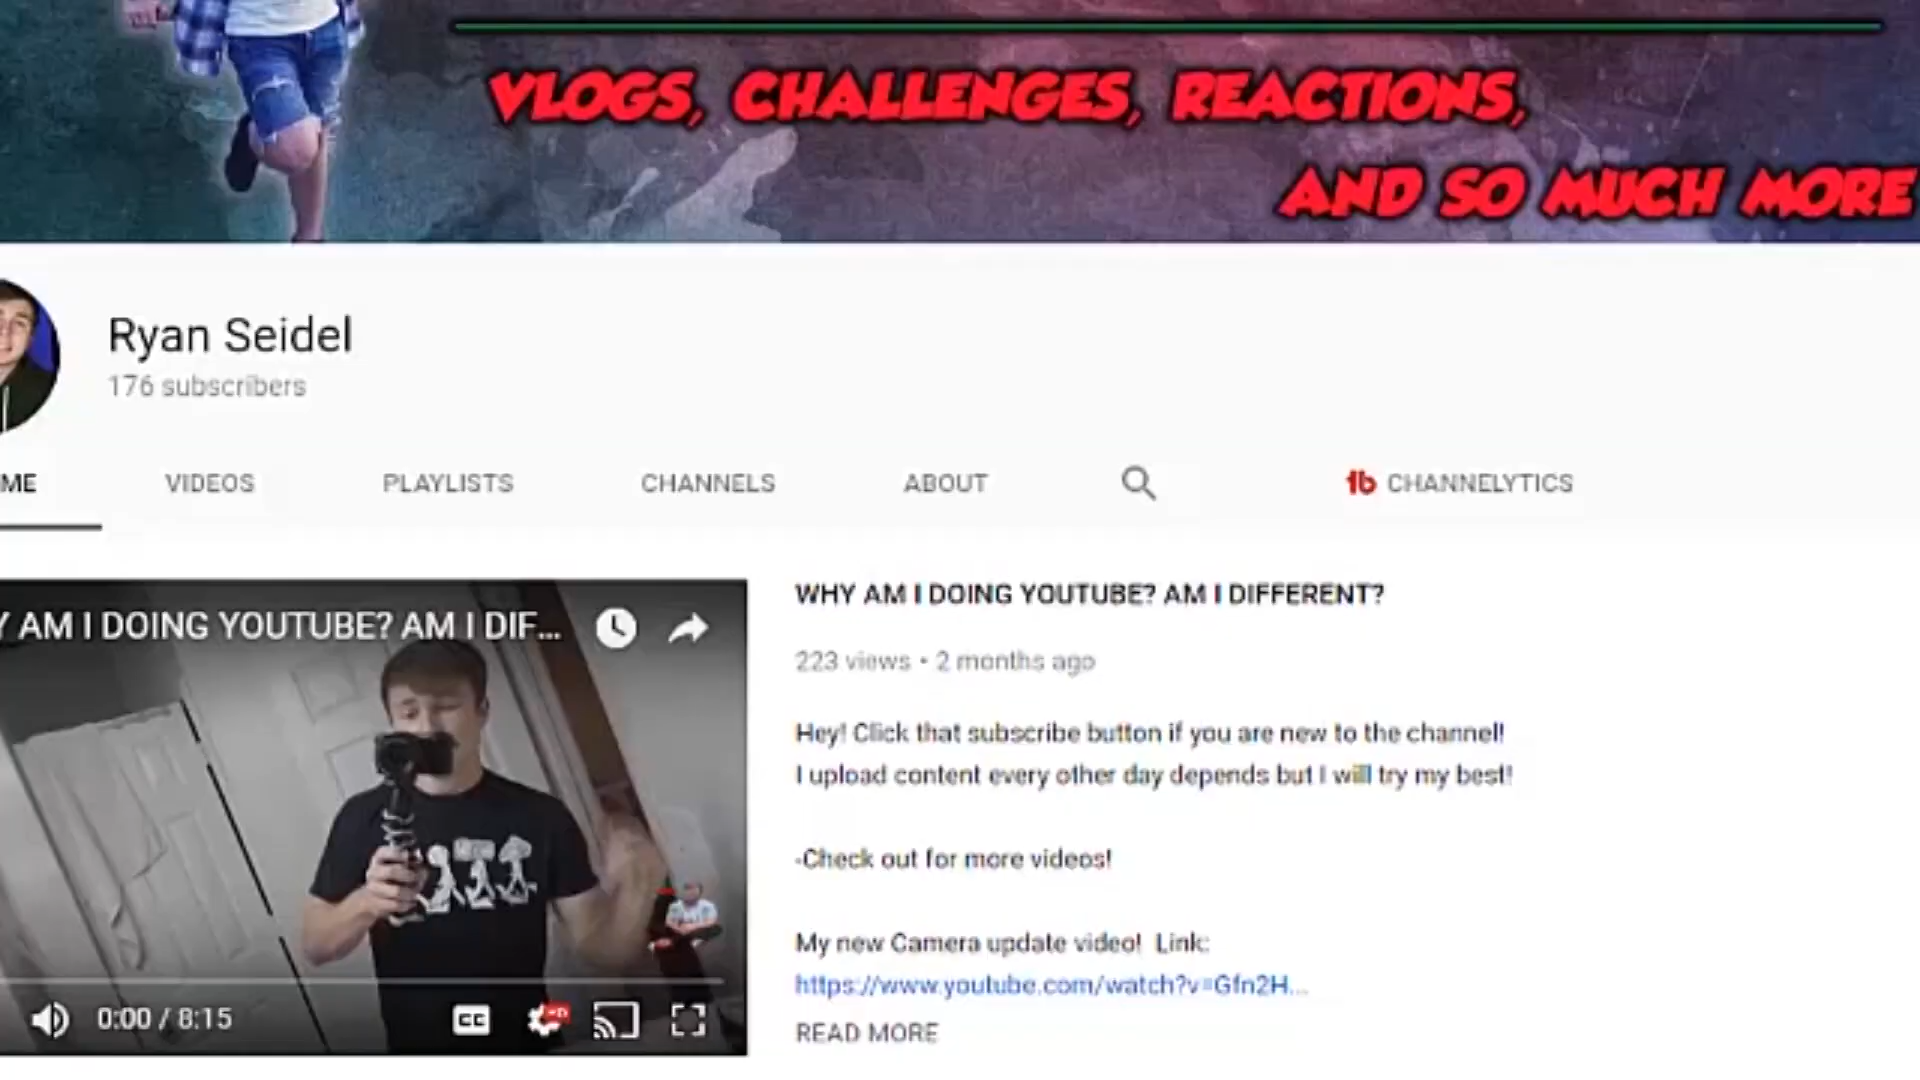 VLOGS, CHALLENGES, REACTIONS,
AND SO MUCH MORE
Ryan Seidel
176 subscribers
ME VIDEOS PLAYLISTS CHANNELS ABOUT tb CHANNELYTICS
Y AM I DOING YOUTUBE? AM I DIF...
WHY AM I DOING YOUTUBE? AM I DIFFERENT?
223 views • 2 months ago
Hey! Click that subscribe button if you are new to the channel!
I upload content every other day depends but I will try my best!
-Check out for more videos!
My new Camera update video! Link:
https://www.youtube.com/watch?v=Gfn2H...
READ MORE
0:00 / 8:15 CC HD